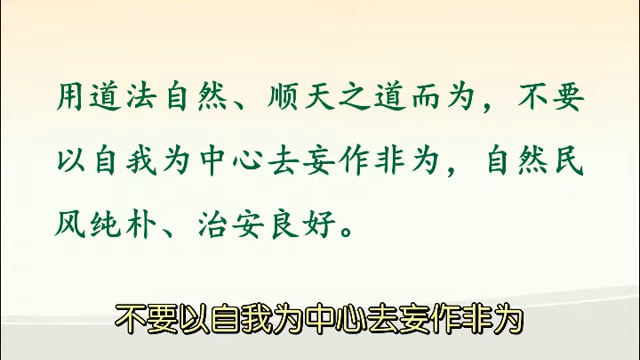 用道法自然、顺天之道而为，不要
以自我为中心去妄作非为，自然民
风纯朴、治安良好。
不要以自我为中心去妄作非为